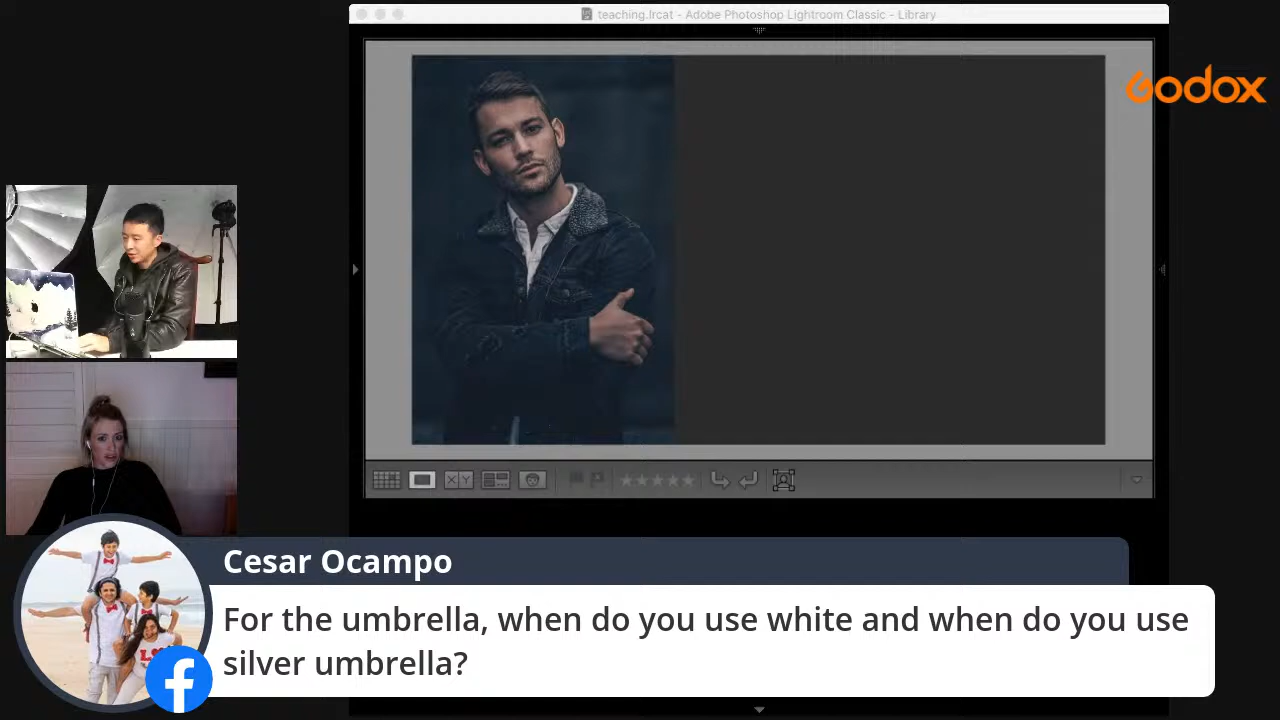 teaching.lrcat - Adobe Photoshop Lightroom Classic - Library
Godox
XY
Cesar Ocampo
For the umbrella, when do you use white and when do you use
silver umbrella?